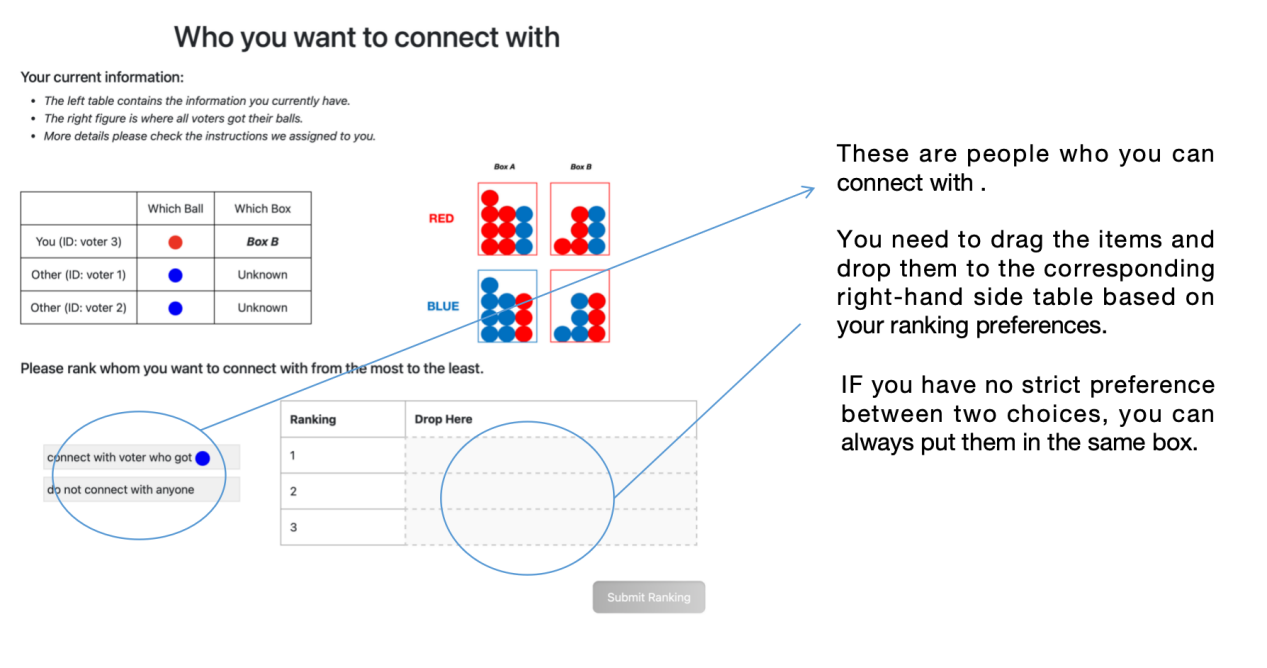 Who you want to connect with
Your current information:
• The left table contains the information you currently have.
• The right figure is where all voters got their balls.
• More details please check the instructions we assigned to you.
Which Ball Which Box
You (ID: voter 3) Box B
Other (ID: voter 1) Unknown
Other (ID: voter 2) Unknown
Box A Box B
RED
BLUE
Please rank whom you want to connect with from the most to the least.
connect with voter who got
do not connect with anyone
Ranking Drop Here
1
2
3
Submit Ranking
These are people who you can
connect with .
You need to drag the items and
drop them to the corresponding
right-hand side table based on
your ranking preferences.
IF you have no strict preference
between two choices, you can
always put them in the same box.